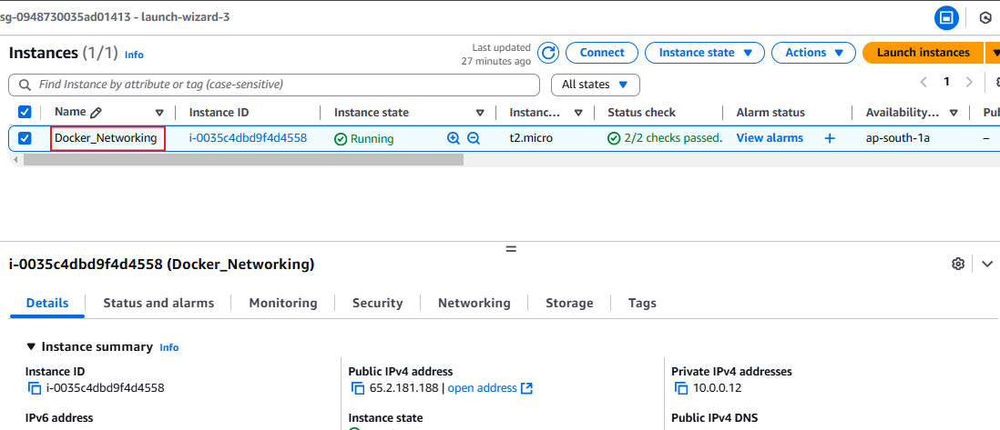 sg-0948730035ad01413 - launch-wizard-3
Instances (1/1) Info
Last updated
27 minutes ago
Connect
Instance state
Actions
Launch instances
Find Instance by attribute or tag (case-sensitive)
All states
1
Name Instance ID Instance state Instanc... Status check Alarm status Availability...
Docker_Networking i-0035c4dbd9f4d4558 Running t2.micro 2/2 checks passed. View alarms + ap-south-1a –
i-0035c4dbd9f4d4558 (Docker_Networking)
Details Status and alarms Monitoring Security Networking Storage Tags
Instance summary Info
Instance ID
i-0035c4dbd9f4d4558
Public IPv4 address
65.2.181.188 | open address
Private IPv4 addresses
10.0.0.12
IPv6 address
Instance state
Public IPv4 DNS